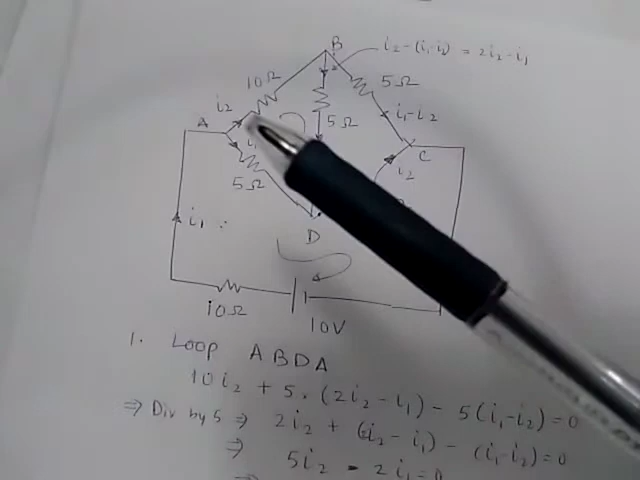 B
i₂-(i₁-i₂) = 2i₂-i₁
10Ω
5Ω
i₂
i₁-i₂
A
5Ω
C
i₂
5Ω
D
i₁
10Ω
10V
1. LOOP ABDA
10i₂ + 5.(2i₂-i₁) - 5(i₁-i₂)=0
⇒ Div by 5 ⇒ 2i₂ + (2i₂-i₁) - (i₁-i₂)=0
⇒ 5i₂ - 2i₁=0